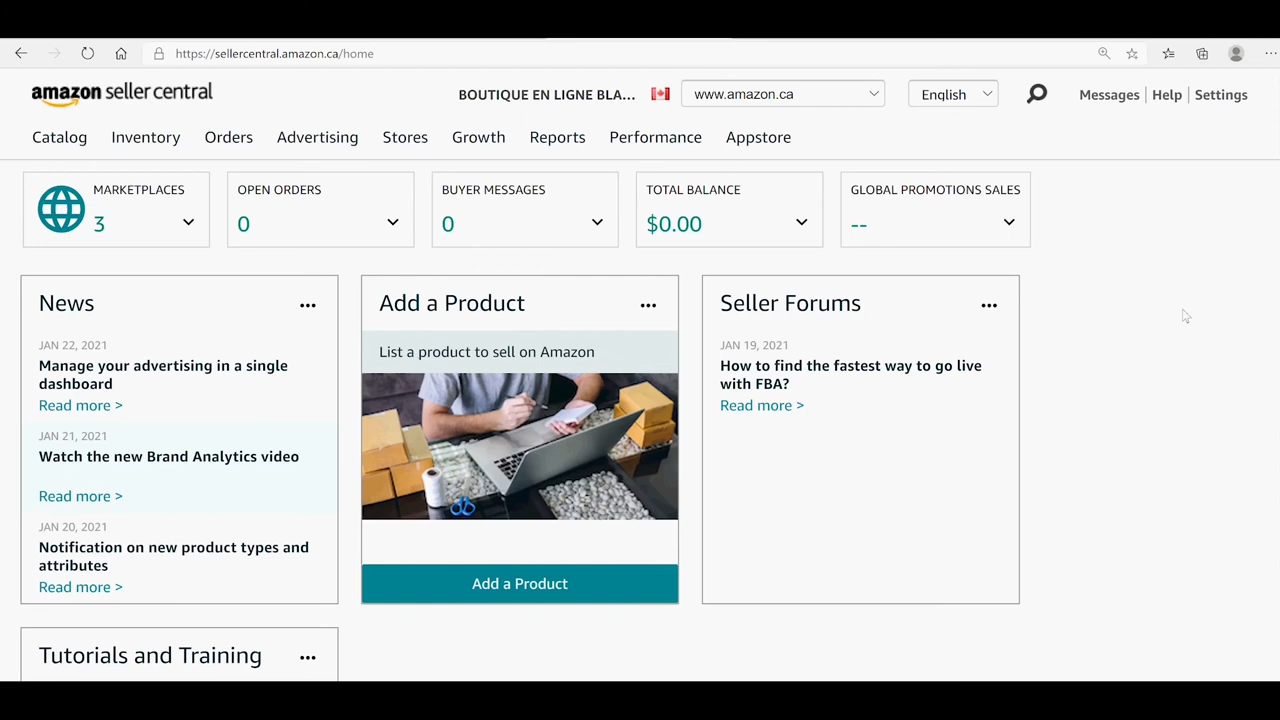 https://sellercentral.amazon.ca/home
amazon seller central
BOUTIQUE EN LIGNE BLA...
www.amazon.ca
English
Messages | Help | Settings
Catalog Inventory Orders Advertising Stores Growth Reports Performance Appstore
MARKETPLACES
3
OPEN ORDERS
0
BUYER MESSAGES
0
TOTAL BALANCE
$0.00
GLOBAL PROMOTIONS SALES
--
News
JAN 22, 2021
Manage your advertising in a single
dashboard
Read more >
JAN 21, 2021
Watch the new Brand Analytics video
Read more >
JAN 20, 2021
Notification on new product types and
attributes
Read more >
Add a Product
List a product to sell on Amazon
Add a Product
Seller Forums
JAN 19, 2021
How to find the fastest way to go live
with FBA?
Read more >
Tutorials and Training